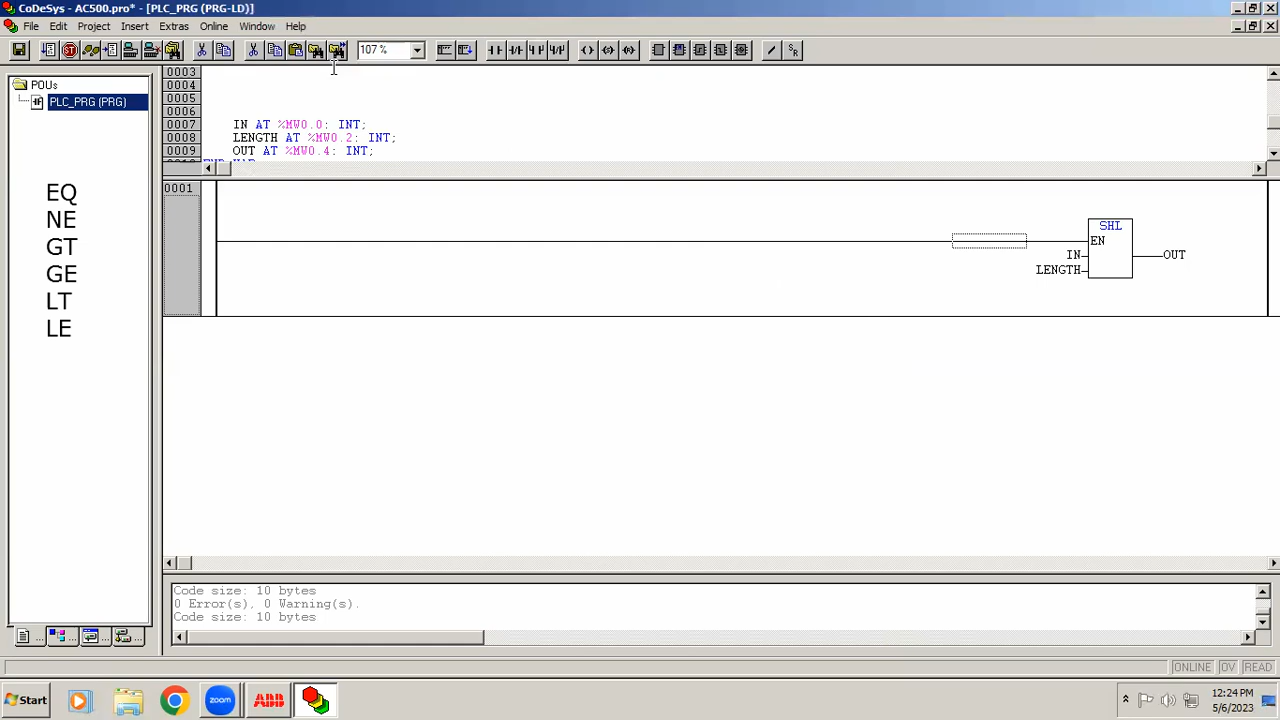 CoDeSys - AC500.pro* - [PLC_PRG (PRG-LD)]
File Edit Project Insert Extras Online Window Help
107 %
POUs
PLC_PRG (PRG)
EQ
NE
GT
GE
LT
LE
0003
0004
0005
0006
0007 IN AT %MW0.0: INT;
0008 LENGTH AT %MW0.2: INT;
0009 OUT AT %MW0.4: INT;
0001
SHL
EN
IN
OUT
LENGTH
Code size: 10 bytes
0 Error(s), 0 Warning(s).
Code size: 10 bytes
ONLINE OV READ
Start
zoom
ABB
12:24 PM
5/6/2023